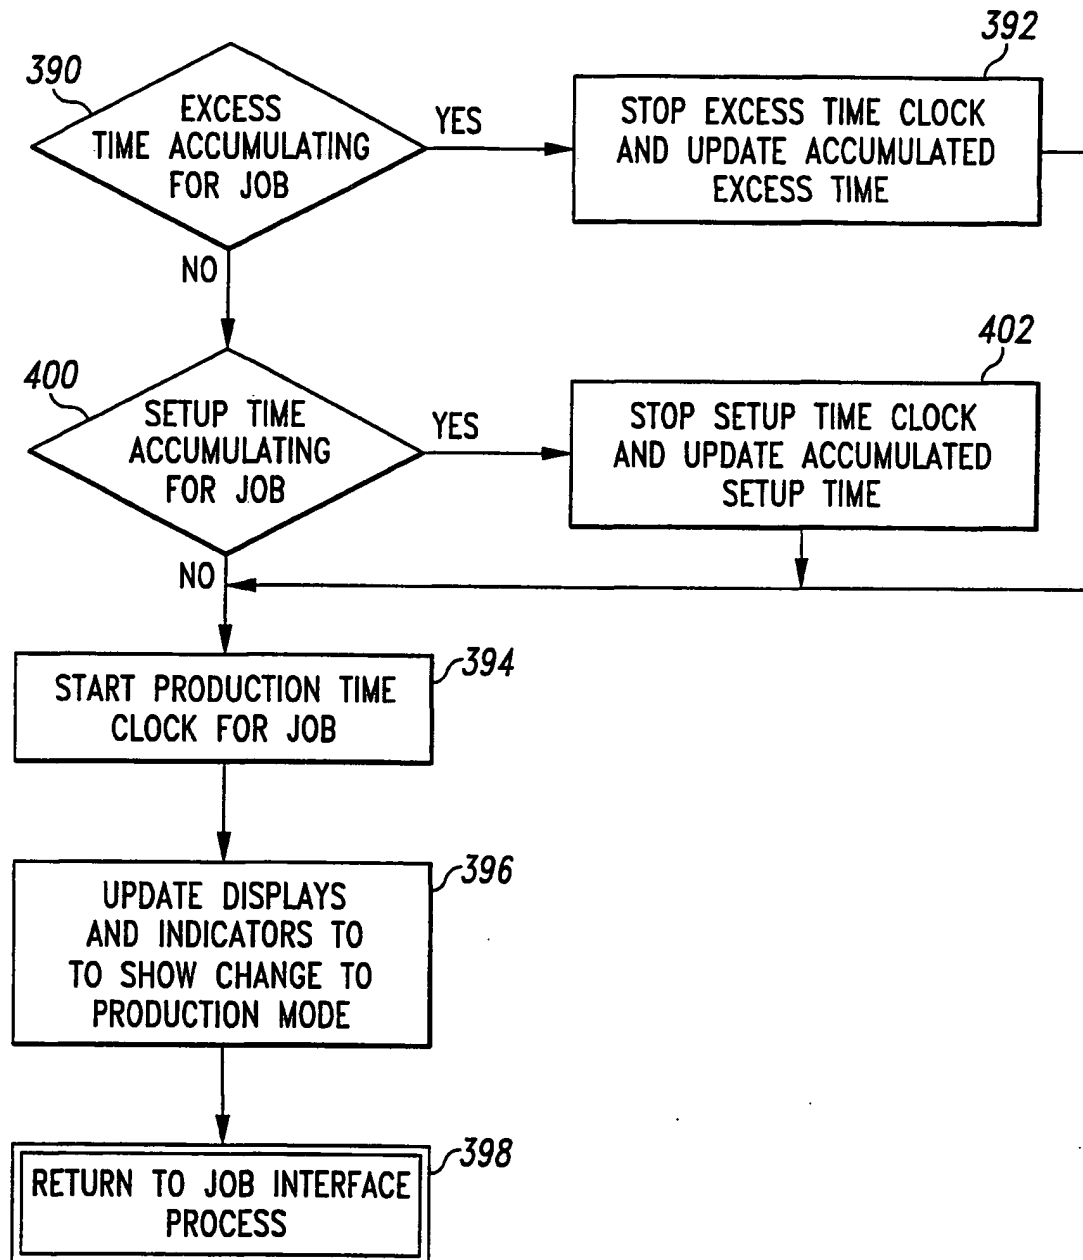 390
EXCESS
TIME ACCUMULATING
FOR JOB
YES
392
STOP EXCESS TIME CLOCK
AND UPDATE ACCUMULATED
EXCESS TIME
NO
400
SETUP TIME
ACCUMULATING
FOR JOB
YES
402
STOP SETUP TIME CLOCK
AND UPDATE ACCUMULATED
SETUP TIME
NO
394
START PRODUCTION TIME
CLOCK FOR JOB
396
UPDATE DISPLAYS
AND INDICATORS TO
TO SHOW CHANGE TO
PRODUCTION MODE
398
RETURN TO JOB INTERFACE
PROCESS